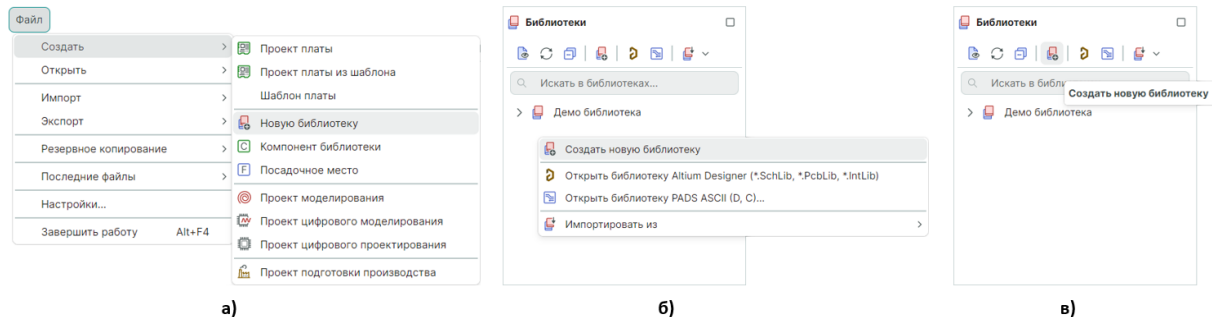 Файл
Создать
Открыть
Импорт
Экспорт
Резервное копирование
Последние файлы
Настройки...
Завершить работу Alt+F4
Проект платы
Проект платы из шаблона
Шаблон платы
Новую библиотеку
Компонент библиотеки
Посадочное место
Проект моделирования
Проект цифрового моделирования
Проект цифрового проектирования
Проект подготовки производства
а)
Библиотеки
Искать в библиотеках...
Демо библиотека
Создать новую библиотеку
Открыть библиотеку Altium Designer (*.SchLib, *.PcbLib, *.IntLib)
Открыть библиотеку PADS ASCII (D, C)...
Импортировать из
б)
Библиотеки
Искать в библ
Создать новую библиотеку
Демо библиотека
в)